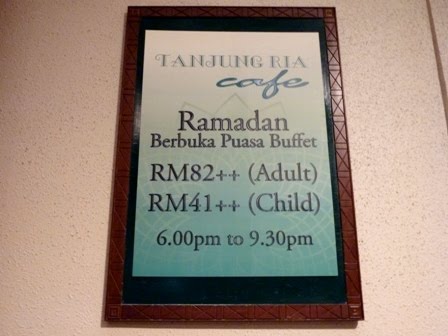 TANJUNG RIA
cafe
Ramadan
Berbuka Puasa Buffet
RM82++ (Adult)
RM41++ (Child)
6.00pm to 9.30pm